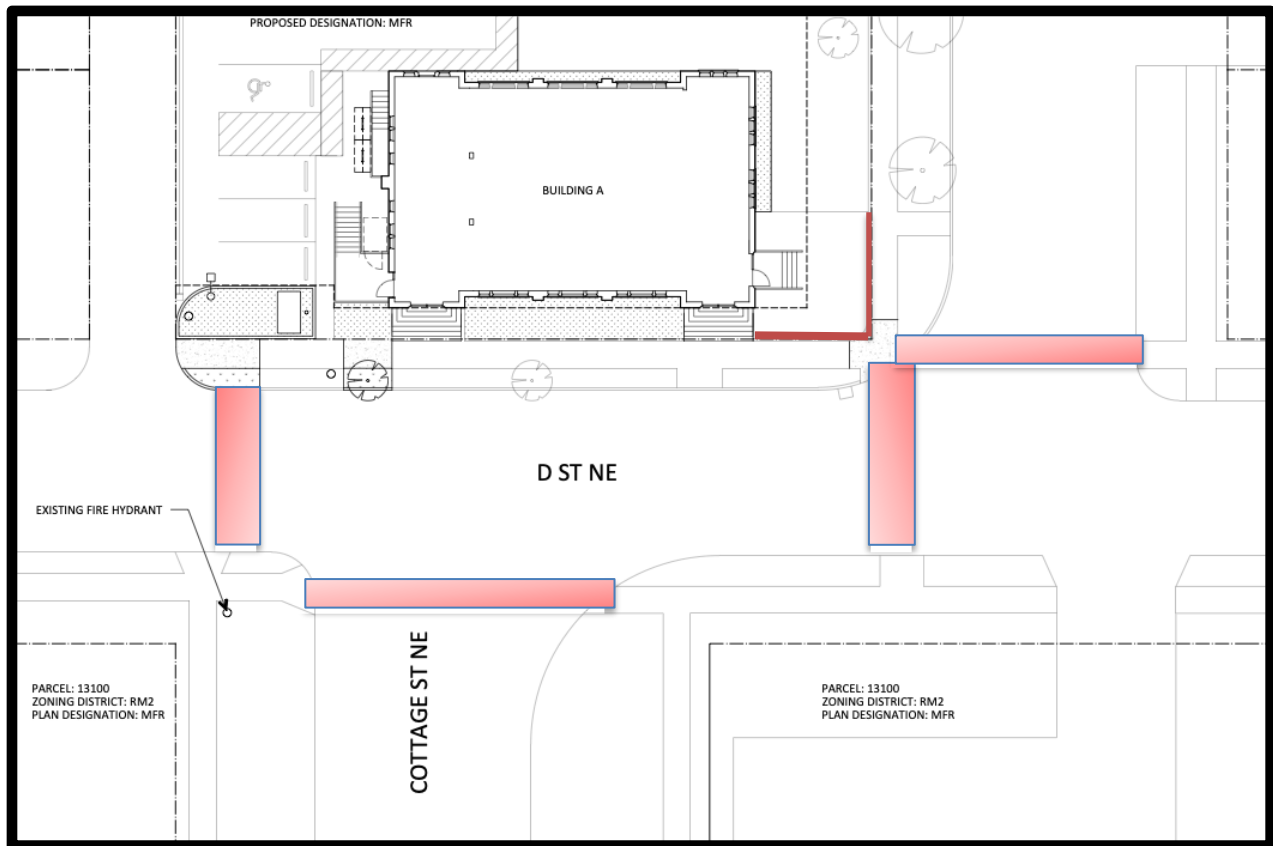 PROPOSED DESIGNATION: MFR
BUILDING A
D ST NE
EXISTING FIRE HYDRANT
COTTAGE ST NE
PARCEL: 13100
ZONING DISTRICT: RM2
PLAN DESIGNATION: MFR
PARCEL: 13100
ZONING DISTRICT: RM2
PLAN DESIGNATION: MFR